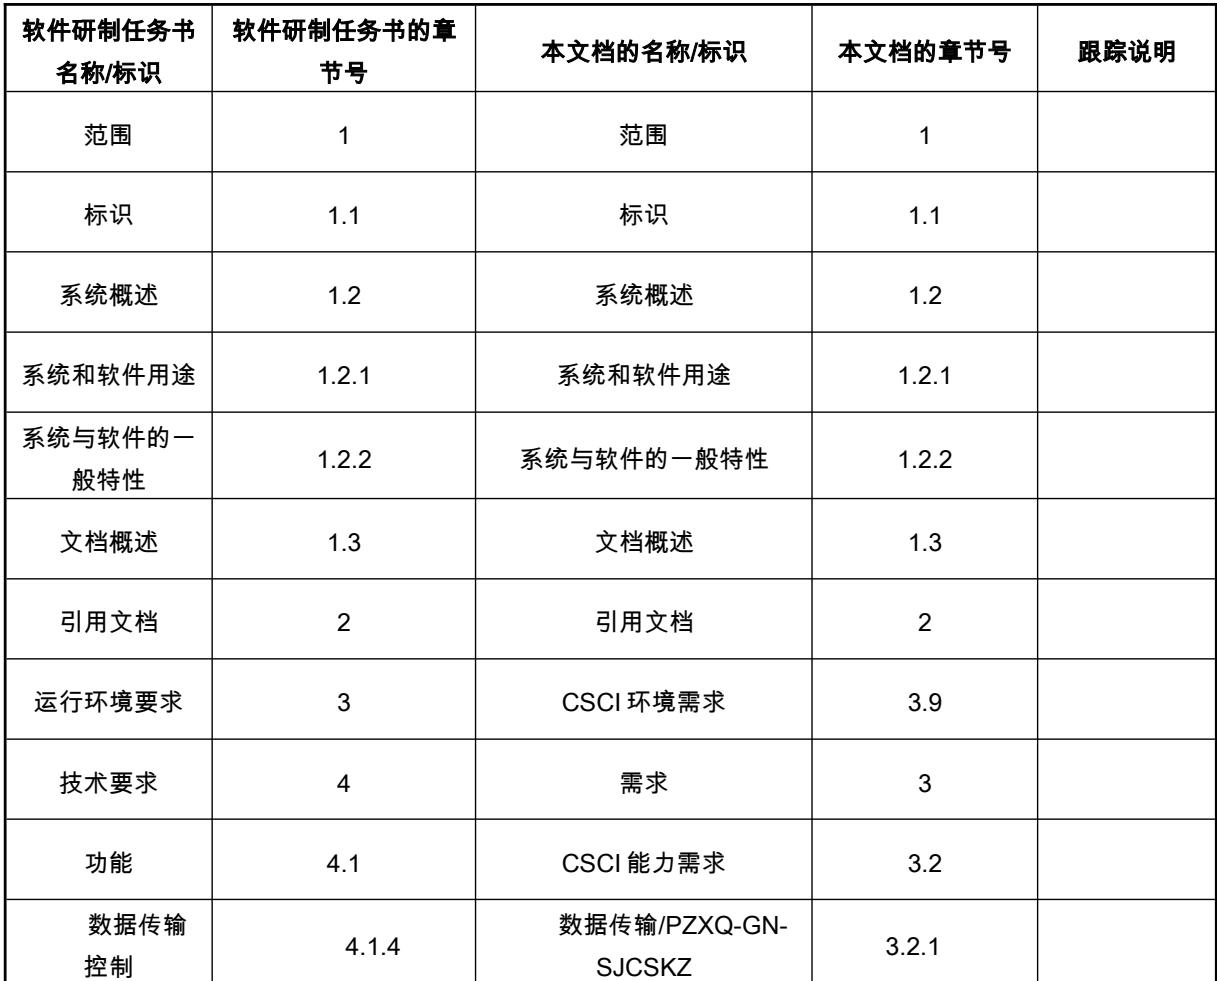 软件研制任务书 软件研制任务书的章 本文档的名称/标识 本文档的章节号 跟踪说明
名称/标识 节号
范围 1 范围 1
标识 1.1 标识 1.1
系统概述 1.2 系统概述 1.2
系统和软件用途 1.2.1 系统和软件用途 1.2.1
系统与软件的一 1.2.2 系统与软件的一般特性 1.2.2
般特性
文档概述 1.3 文档概述 1.3
引用文档 2 引用文档 2
运行环境要求 3 CSCI 环境需求 3.9
技术要求 4 需求 3
功能 4.1 CSCI 能力需求 3.2
数据传输 4.1.4 数据传输/PZXQ-GN- 3.2.1
控制 SJCSKZ